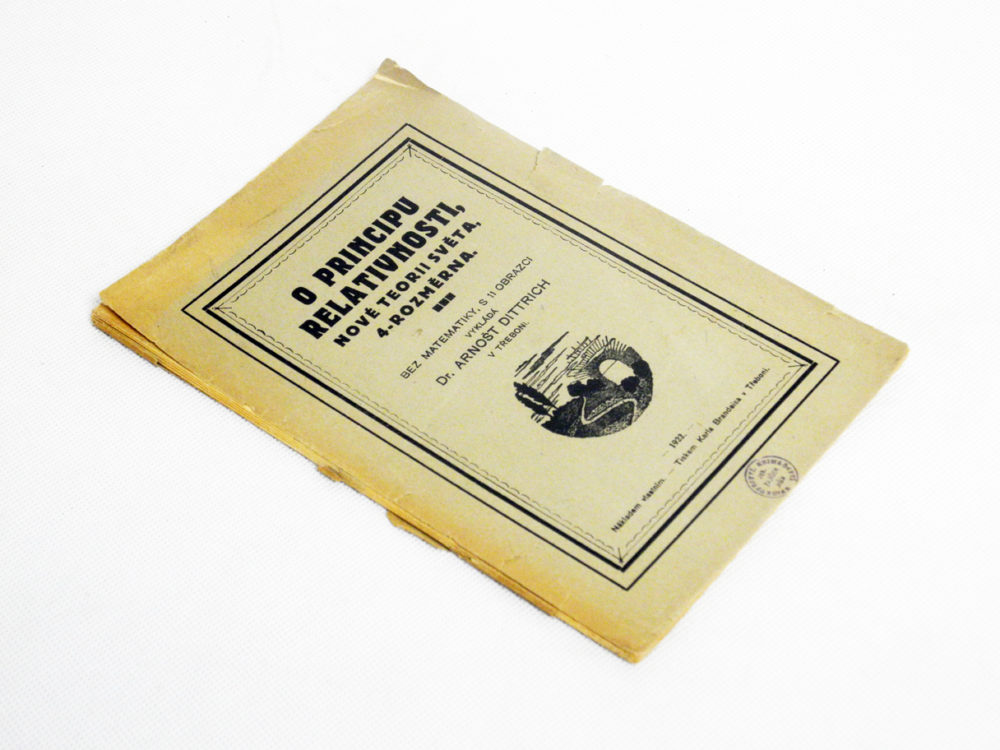 O PRINCIPU
RELATIVNOSTI,
NOVÉ TEORII SVĚTA,
4-ROZMĚRNA.
BEZ MATEMATIKY, S 11 OBRAZCI
VYKLÁDÁ
Dr. ARNOŠT DITTRICH
V TŘEBONI.
— 1922. —
Nákladem vlastním. — Tiskem Karla Brandeisa v Třeboni.